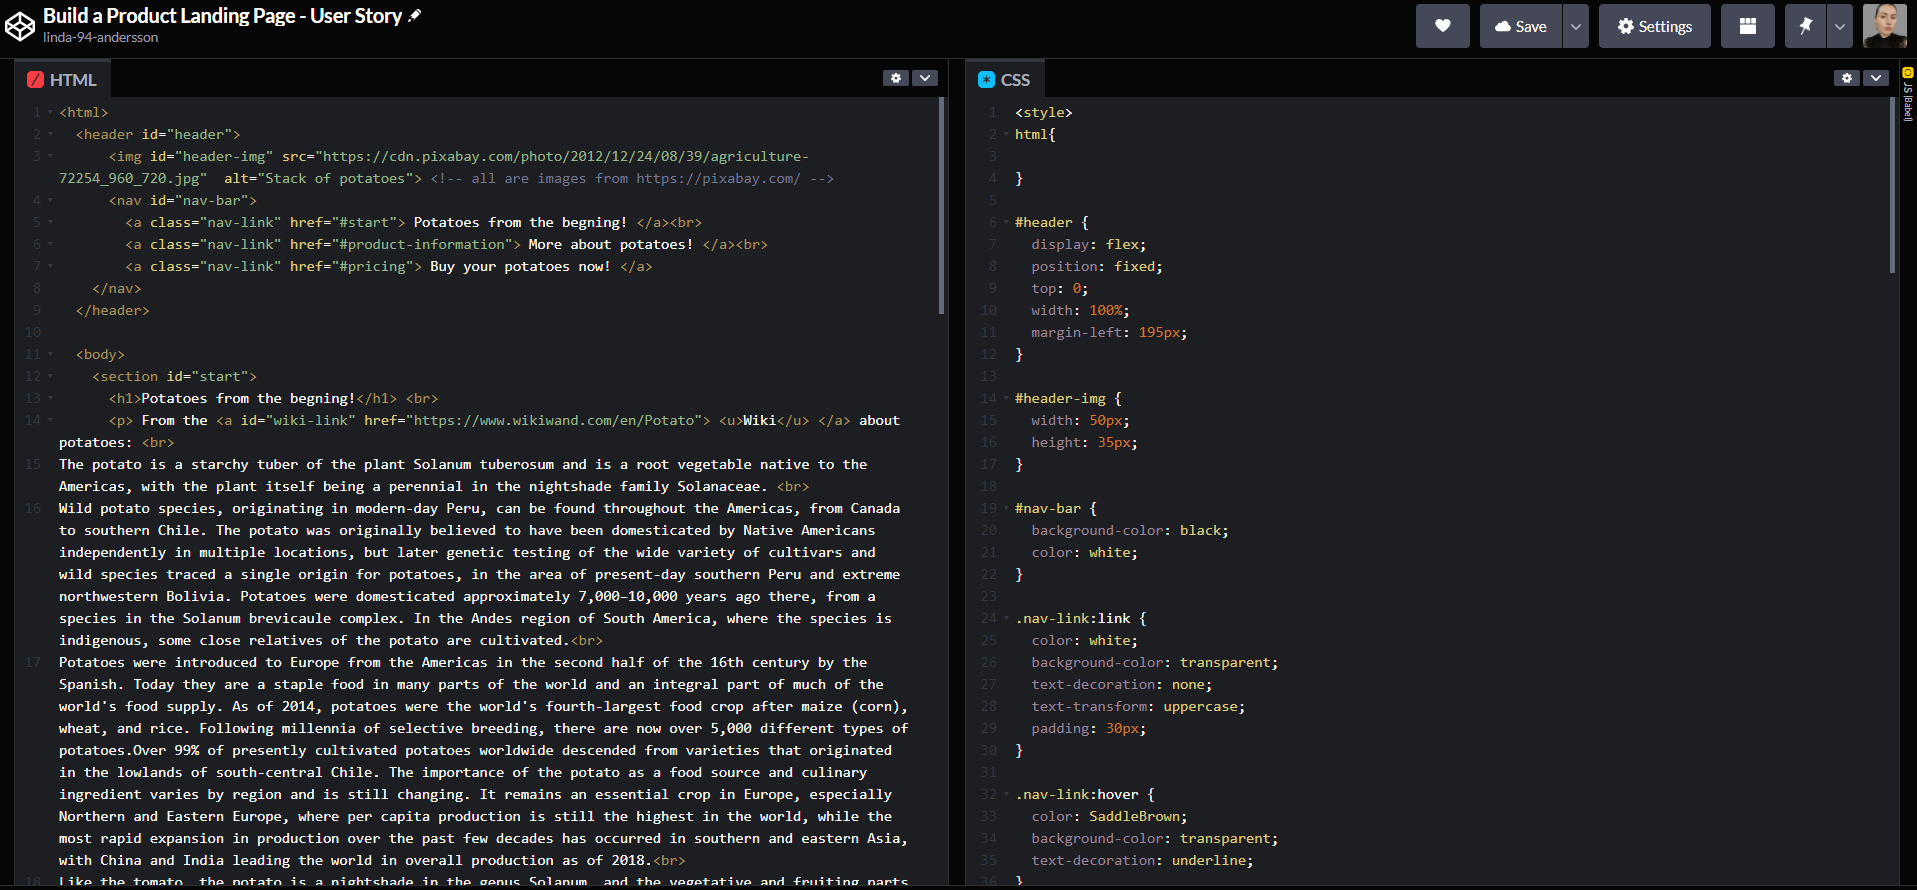 Build a Product Landing Page - User Story
linda-94-andersson
Save
Settings
HTML
1 <html>
2 <header id="header">
3 <img id="header-img" src="https://cdn.pixabay.com/photo/2012/12/24/08/39/agriculture-
72254_960_720.jpg"  alt="Stack of potatoes"> <!-- all are images from https://pixabay.com/ -->
4 <nav id="nav-bar">
5 <a class="nav-link" href="#start"> Potatoes from the begning! </a><br>
6 <a class="nav-link" href="#product-information"> More about potatoes! </a><br>
7 <a class="nav-link" href="#pricing"> Buy your potatoes now! </a>
8 </nav>
9 </header>
10
11 <body>
12 <section id="start">
13 <h1>Potatoes from the begning!</h1> <br>
14 <p> From the <a id="wiki-link" href="https://www.wikiwand.com/en/Potato"> <u>Wiki</u> </a> about
potatoes: <br>
15 The potato is a starchy tuber of the plant Solanum tuberosum and is a root vegetable native to the
Americas, with the plant itself being a perennial in the nightshade family Solanaceae. <br>
16 Wild potato species, originating in modern-day Peru, can be found throughout the Americas, from Canada
to southern Chile. The potato was originally believed to have been domesticated by Native Americans
independently in multiple locations, but later genetic testing of the wide variety of cultivars and
wild species traced a single origin for potatoes, in the area of present-day southern Peru and extreme
northwestern Bolivia. Potatoes were domesticated approximately 7,000–10,000 years ago there, from a
species in the Solanum brevicaule complex. In the Andes region of South America, where the species is
indigenous, some close relatives of the potato are cultivated.<br>
17 Potatoes were introduced to Europe from the Americas in the second half of the 16th century by the
Spanish. Today they are a staple food in many parts of the world and an integral part of much of the
world's food supply. As of 2014, potatoes were the world's fourth-largest food crop after maize (corn),
wheat, and rice. Following millennia of selective breeding, there are now over 5,000 different types of
potatoes.Over 99% of presently cultivated potatoes worldwide descended from varieties that originated
in the lowlands of south-central Chile. The importance of the potato as a food source and culinary
ingredient varies by region and is still changing. It remains an essential crop in Europe, especially
Northern and Eastern Europe, where per capita production is still the highest in the world, while the
most rapid expansion in production over the past few decades has occurred in southern and eastern Asia,
with China and India leading the world in overall production as of 2018.<br>
18 Like the tomato, the potato is a nightshade in the genus Solanum, and the vegetative and fruiting parts
CSS
1 <style>
2 html{
3
4 }
5
6 #header {
7 display: flex;
8 position: fixed;
9 top: 0;
10 width: 100%;
11 margin-left: 195px;
12 }
13
14 #header-img {
15 width: 50px;
16 height: 35px;
17 }
18
19 #nav-bar {
20 background-color: black;
21 color: white;
22 }
23
24 .nav-link:link {
25 color: white;
26 background-color: transparent;
27 text-decoration: none;
28 text-transform: uppercase;
29 padding: 30px;
30 }
31
32 .nav-link:hover {
33 color: SaddleBrown;
34 background-color: transparent;
35 text-decoration: underline;
36 }
JS (Babel)